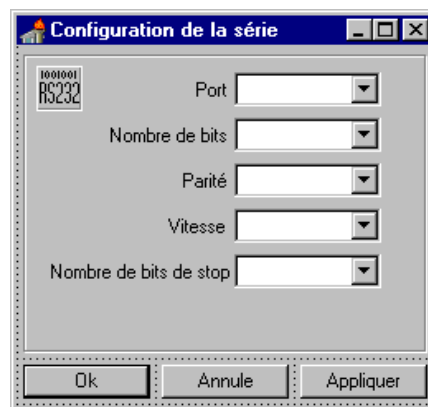 Configuration de la série
1001001
RS232
Port
Nombre de bits
Parité
Vitesse
Nombre de bits de stop
Ok
Annule
Appliquer